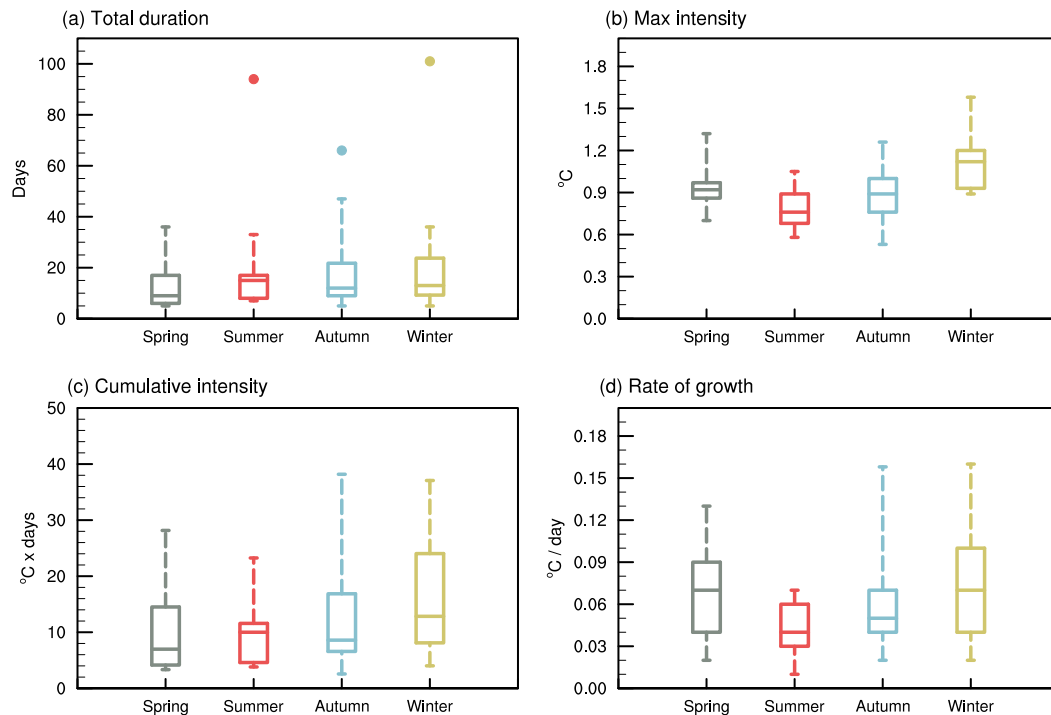 (a) Total duration
Days
100
80
60
40
20
0
Spring Summer Autumn Winter
(b) Max intensity
°C
1.8
1.5
1.2
0.9
0.6
0.3
0.0
Spring Summer Autumn Winter
(c) Cumulative intensity
°C x days
50
40
30
20
10
0
Spring Summer Autumn Winter
(d) Rate of growth
°C / day
0.18
0.15
0.12
0.09
0.06
0.03
0.00
Spring Summer Autumn Winter